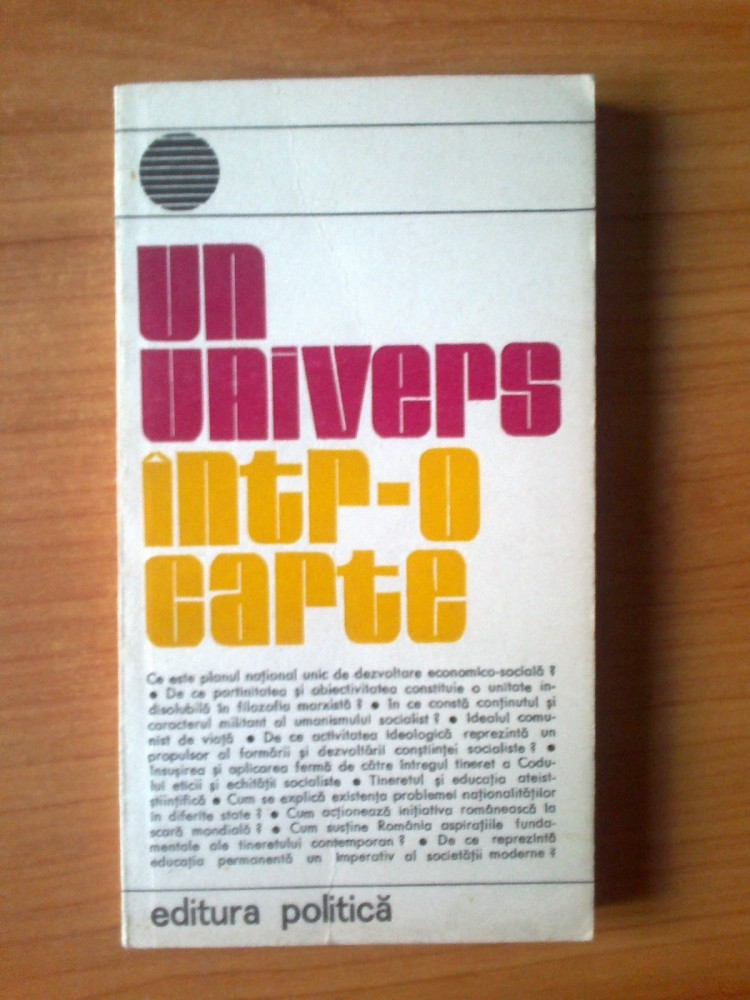 un
univers
într-o
carte
Ce este planul național unic de dezvoltare economico-socială ?
• De ce partinitatea și obiectivitatea constituie o unitate in-
disolubilă în filozofia marxistă ? • În ce constă conținutul și
caracterul militant al umanismului socialist ? • Idealul comu-
nist de viață • De ce activitatea ideologică reprezintă un
propulsor al formării și dezvoltării conștiinței socialiste ? •
Însușirea și aplicarea fermă de către întregul tineret a Codu-
lui eticii și echității socialiste • Tineretul și educația ateist-
științifică • Cum se explică existența problemei naționalităților
în diferite state ? • Cum acționează inițiativa românească la
scară mondială ? • Cum susține România aspirațiile funda-
mentale ale tineretului contemporan ? • De ce reprezintă
educația permanentă un imperativ al societății moderne ?
editura politică